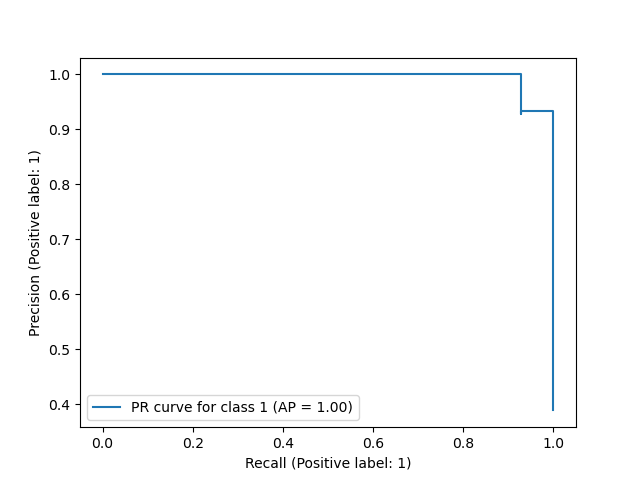 1.0
0.9
0.8
0.7
0.6
0.5
0.4
Precision (Positive label: 1)
PR curve for class 1 (AP = 1.00)
0.0 0.2 0.4 0.6 0.8 1.0
Recall (Positive label: 1)